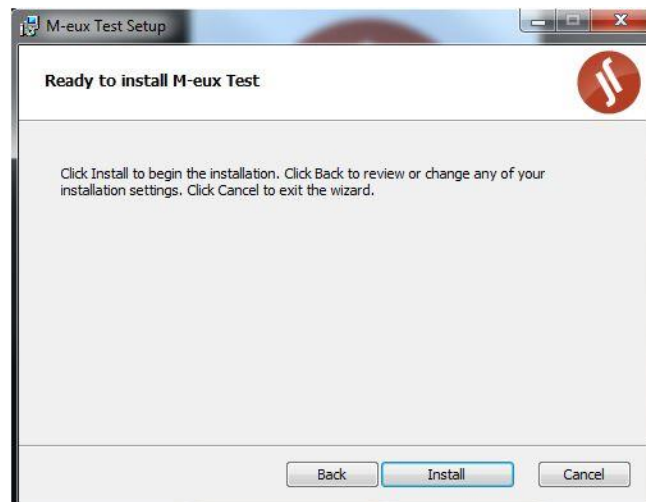 M-eux Test Setup
Ready to install M-eux Test
Click Install to begin the installation. Click Back to review or change any of your
installation settings. Click Cancel to exit the wizard.
Back Install Cancel